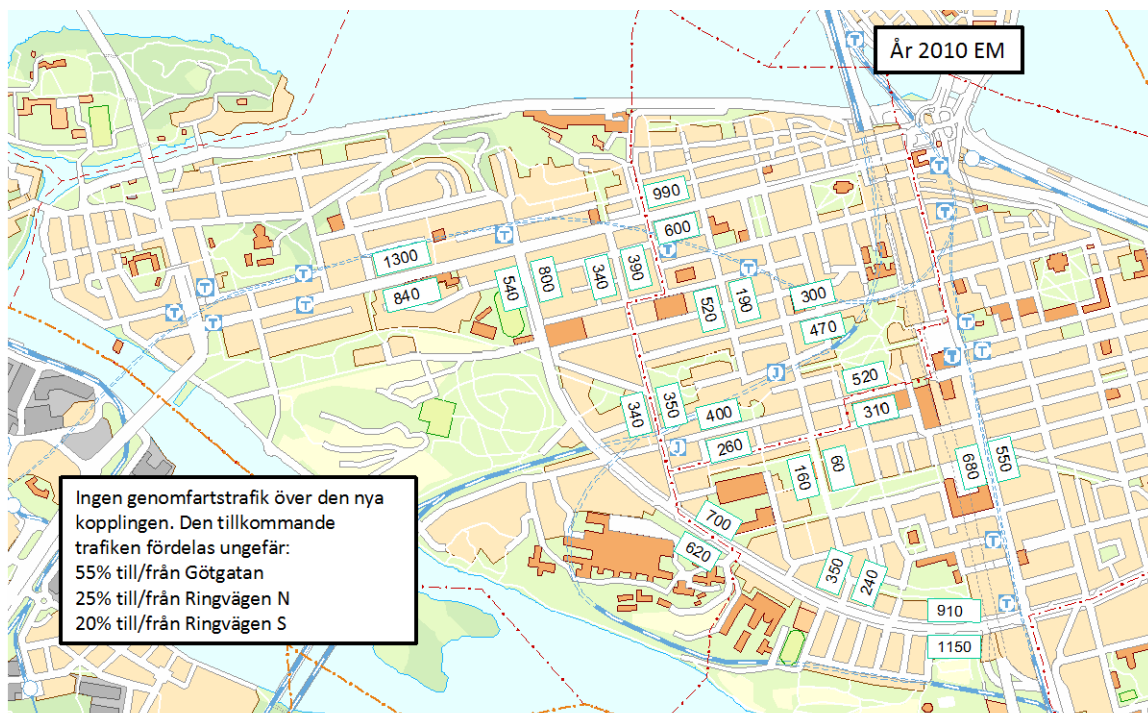 År 2010 EM
T
T
990
T
600
T
T
T
1300
T
T
T
840
T
T
T
540
800
340
390
520
190
300
470
T
T
T
J
520
340
350
400
310
260
J
160
60
680
550
700
620
T
350
240
910
T
1150
Ingen genomfartstrafik över den nya
kopplingen. Den tillkommande
trafiken fördelas ungefär:
55% till/från Götgatan
25% till/från Ringvägen N
20% till/från Ringvägen S